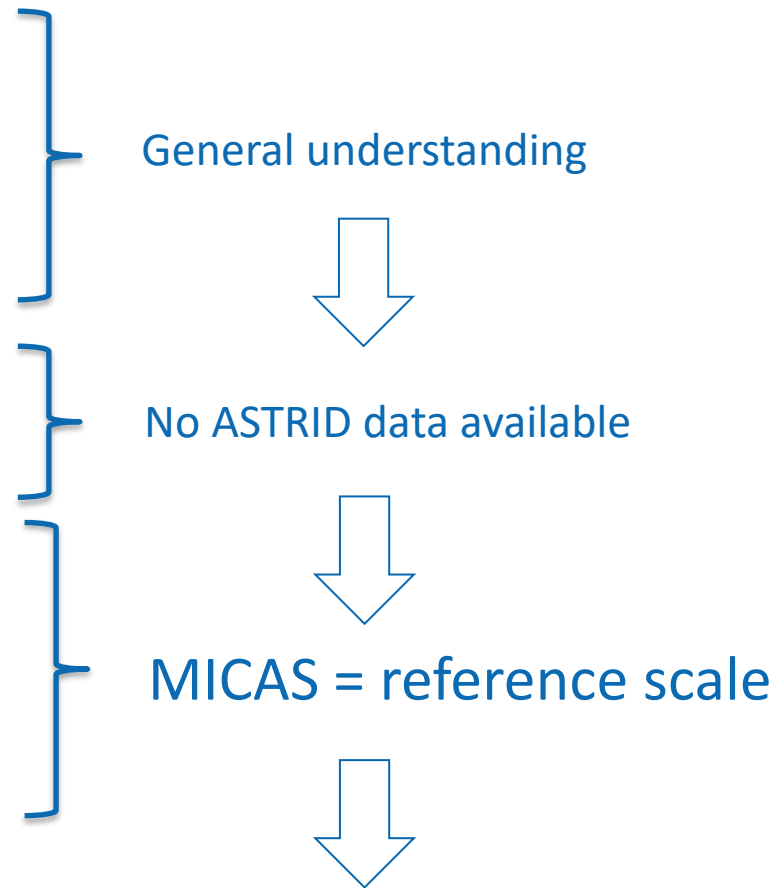 General understanding
No ASTRID data available
MICAS = reference scale